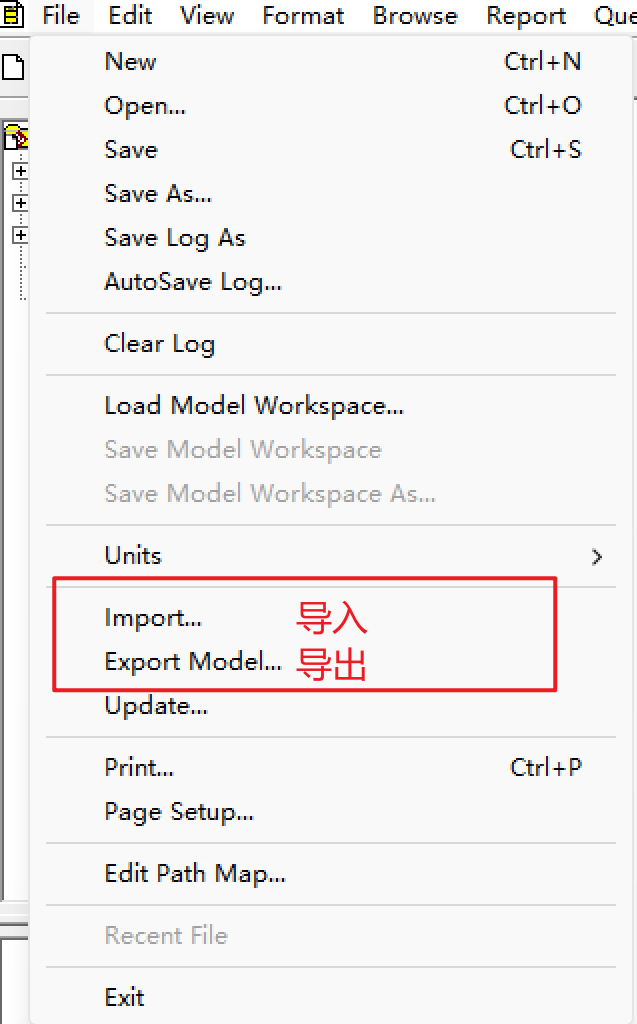 File Edit View Format Browse Report Que
New Ctrl+N
Open... Ctrl+O
Save Ctrl+S
Save As...
Save Log As
AutoSave Log...
Clear Log
Load Model Workspace...
Save Model Workspace
Save Model Workspace As...
Units
Import... 导入
Export Model... 导出
Update...
Print... Ctrl+P
Page Setup...
Edit Path Map...
Recent File
Exit